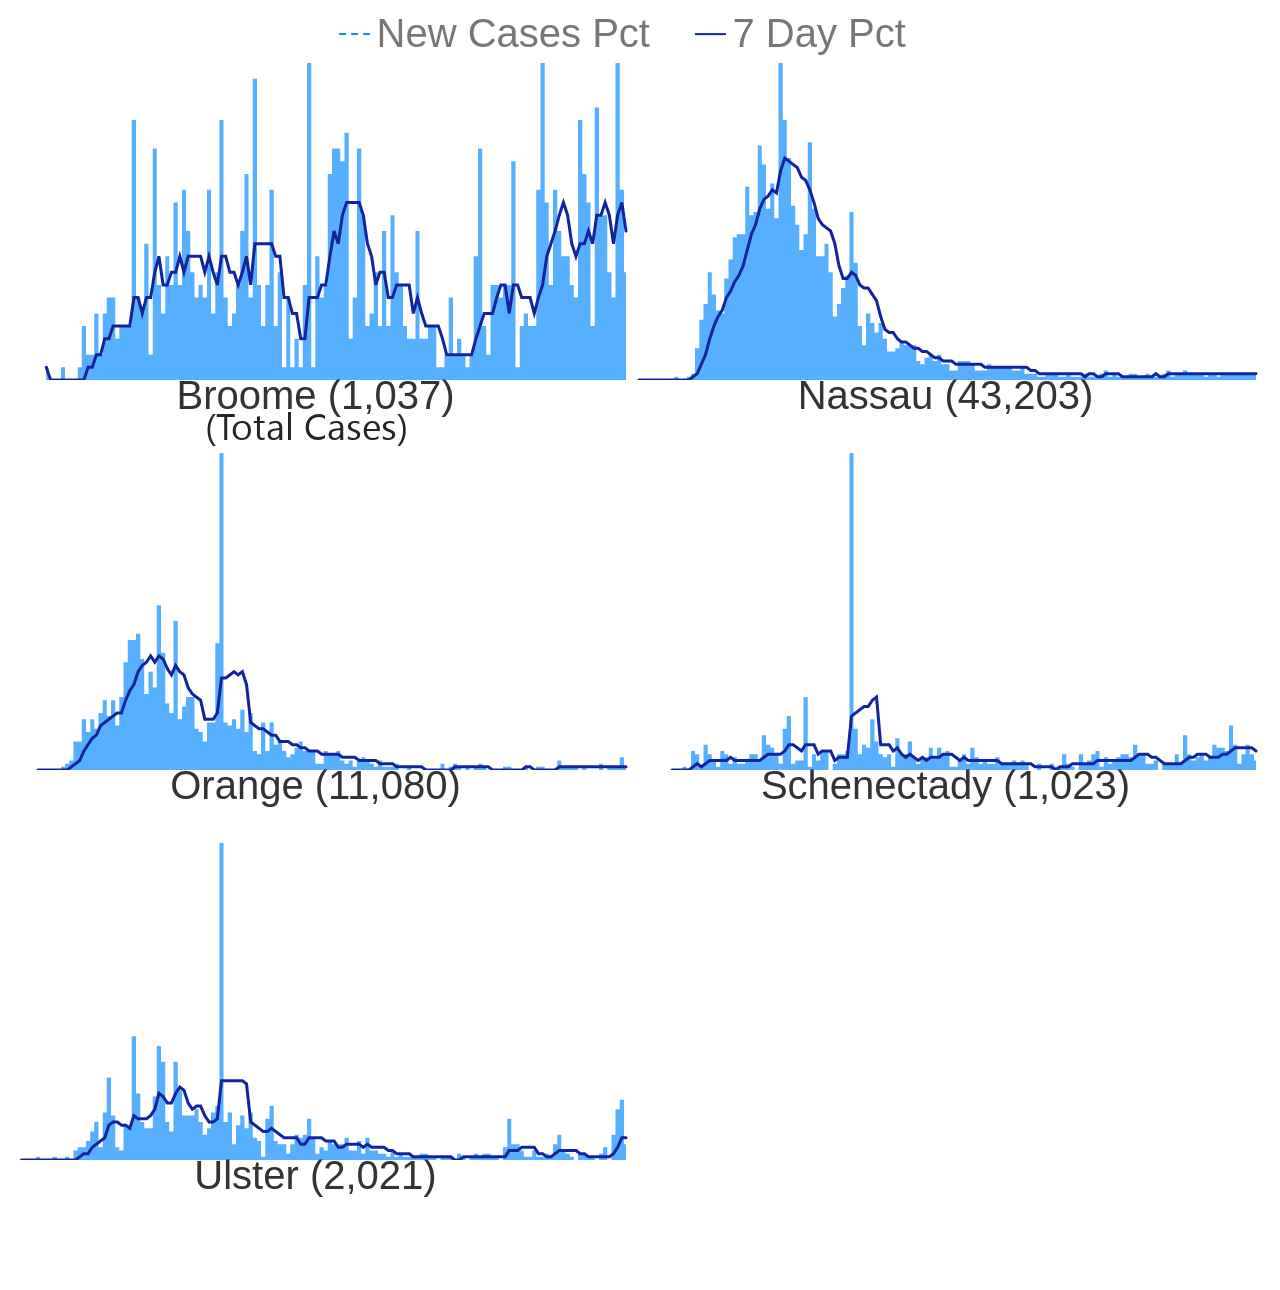 New Cases Pct 7 Day Pct
Broome (1,037)
(Total Cases)
Nassau (43,203)
Orange (11,080)
Schenectady (1,023)
Ulster (2,021)